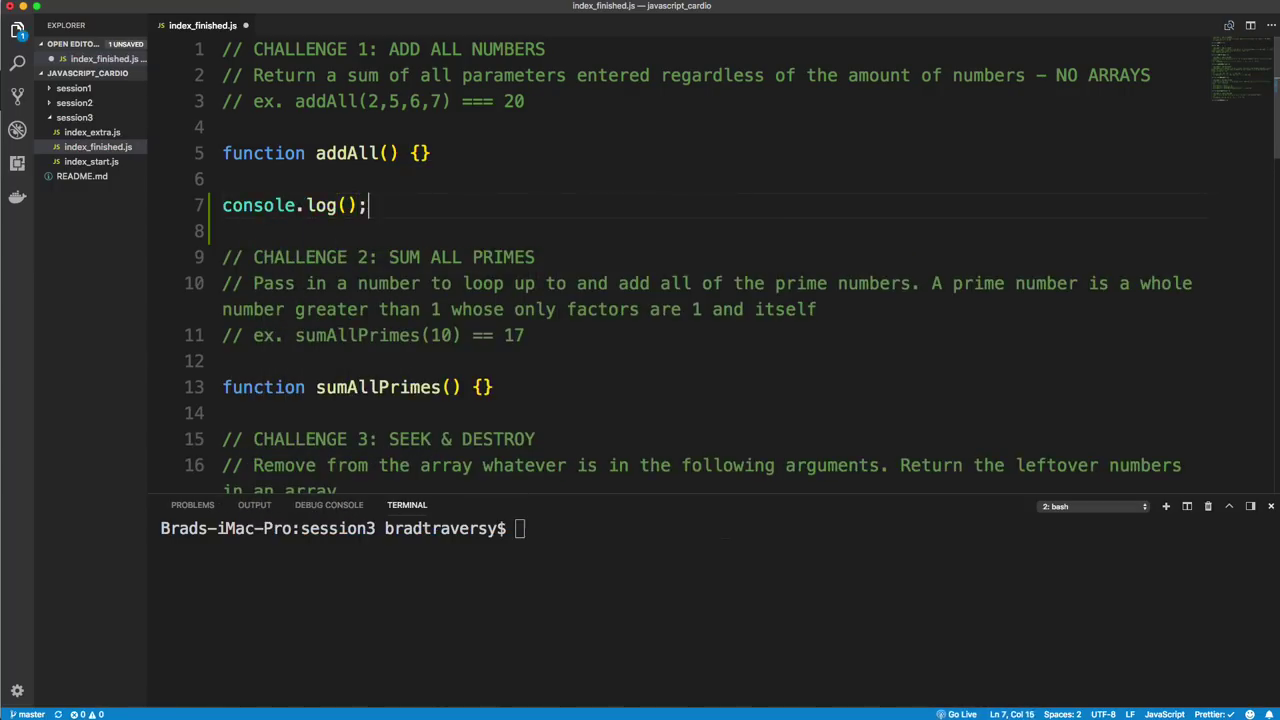 index_finished.js — javascript_cardio
EXPLORER
index_finished.js
OPEN EDITO... 1 UNSAVED
index_finished.js ...
JAVASCRIPT_CARDIO
session1
session2
session3
index_extra.js
index_finished.js
index_start.js
README.md
1
1 // CHALLENGE 1: ADD ALL NUMBERS
2 // Return a sum of all parameters entered regardless of the amount of numbers - NO ARRAYS
3 // ex. addAll(2,5,6,7) === 20
4
5 function addAll() {}
6
7 console.log();
8
9 // CHALLENGE 2: SUM ALL PRIMES
10 // Pass in a number to loop up to and add all of the prime numbers. A prime number is a whole
number greater than 1 whose only factors are 1 and itself
11 // ex. sumAllPrimes(10) == 17
12
13 function sumAllPrimes() {}
14
15 // CHALLENGE 3: SEEK & DESTROY
16 // Remove from the array whatever is in the following arguments. Return the leftover numbers
in an array
PROBLEMS OUTPUT DEBUG CONSOLE TERMINAL 2: bash
Brads-iMac-Pro:session3 bradtraversy$
master 0 0 Go Live Ln 7, Col 15 Spaces: 2 UTF-8 LF JavaScript Prettier: ✓